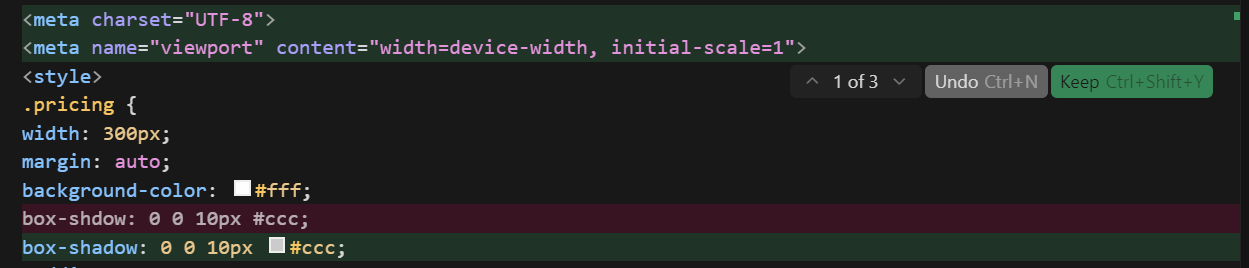 <meta charset="UTF-8">
<meta name="viewport" content="width=device-width, initial-scale=1">
<style>
1 of 3
Undo Ctrl+N
Keep Ctrl+Shift+Y
.pricing {
width: 300px;
margin: auto;
background-color: #fff;
box-shdow: 0 0 10px #ccc;
box-shadow: 0 0 10px #ccc;